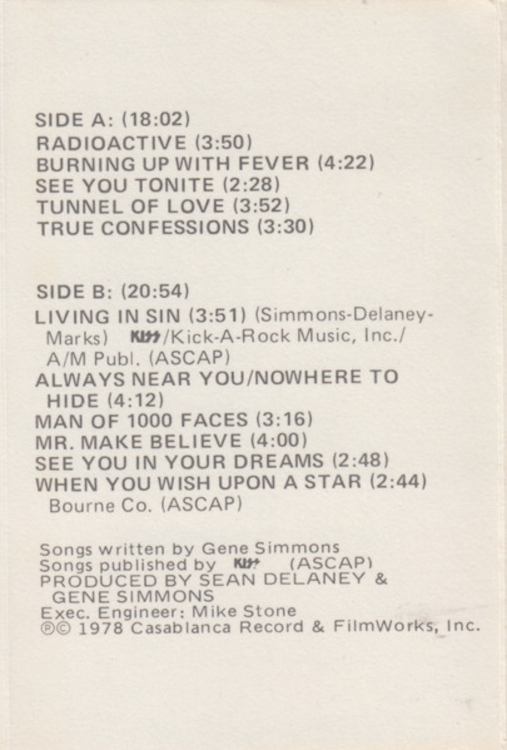 SIDE A: (18:02)
RADIOACTIVE (3:50)
BURNING UP WITH FEVER (4:22)
SEE YOU TONITE (2:28)
TUNNEL OF LOVE (3:52)
TRUE CONFESSIONS (3:30)
SIDE B: (20:54)
LIVING IN SIN (3:51) (Simmons-Delaney-
Marks) KISS/Kick-A-Rock Music, Inc./
A/M Publ. (ASCAP)
ALWAYS NEAR YOU/NOWHERE TO
HIDE (4:12)
MAN OF 1000 FACES (3:16)
MR. MAKE BELIEVE (4:00)
SEE YOU IN YOUR DREAMS (2:48)
WHEN YOU WISH UPON A STAR (2:44)
Bourne Co. (ASCAP)
Songs written by Gene Simmons
Songs published by KISS (ASCAP)
PRODUCED BY SEAN DELANEY &
GENE SIMMONS
Exec. Engineer: Mike Stone
℗© 1978 Casablanca Record & FilmWorks, Inc.